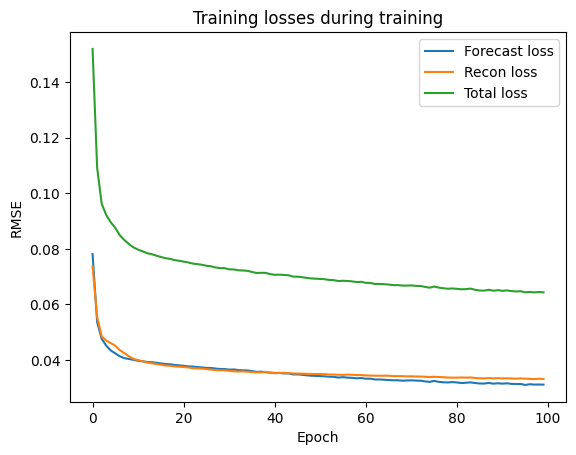 Training losses during training
Forecast loss
Recon loss
Total loss
RMSE
0.14
0.12
0.10
0.08
0.06
0.04
0 20 40 60 80 100
Epoch